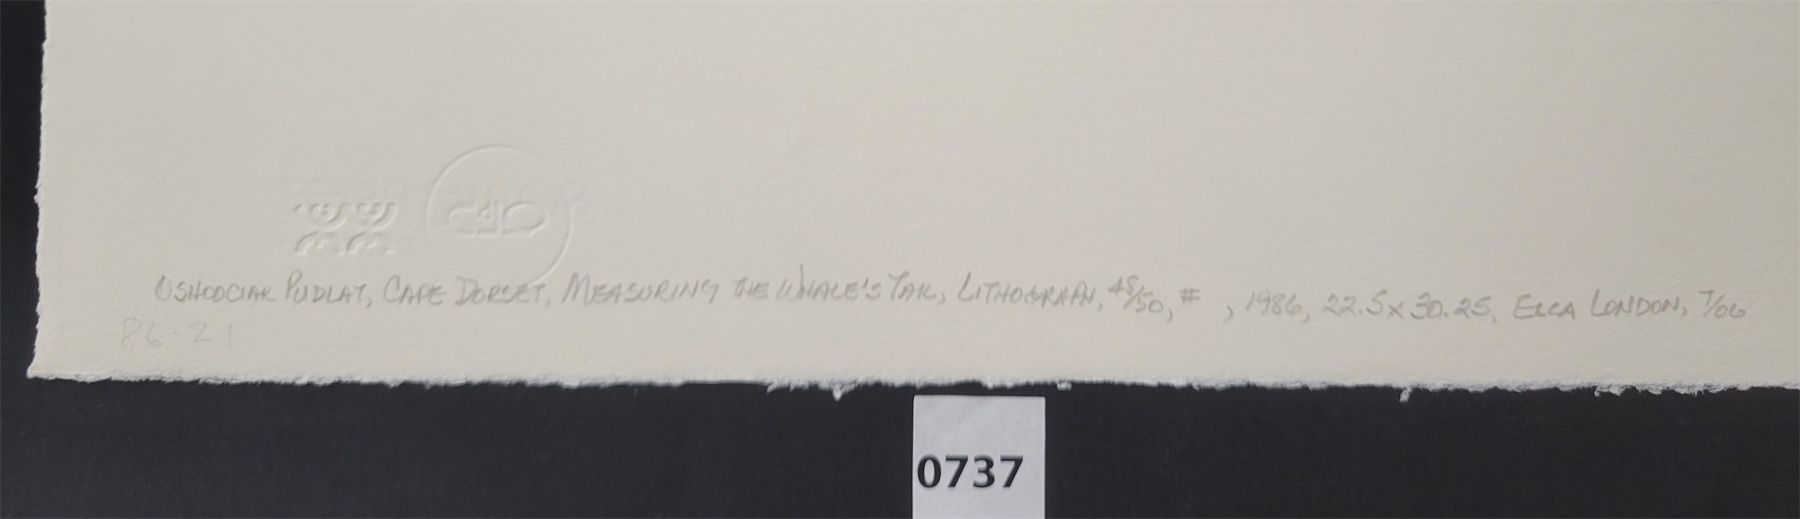 OSHOOCIAK PUDLAT, CAPE DORSET, MEASURING THE WHALE'S TAIL, LITHOGRAPH, 48/50, # , 1986, 22.5 x 30.25, ELCA LONDON, 7/06
86-21
0737